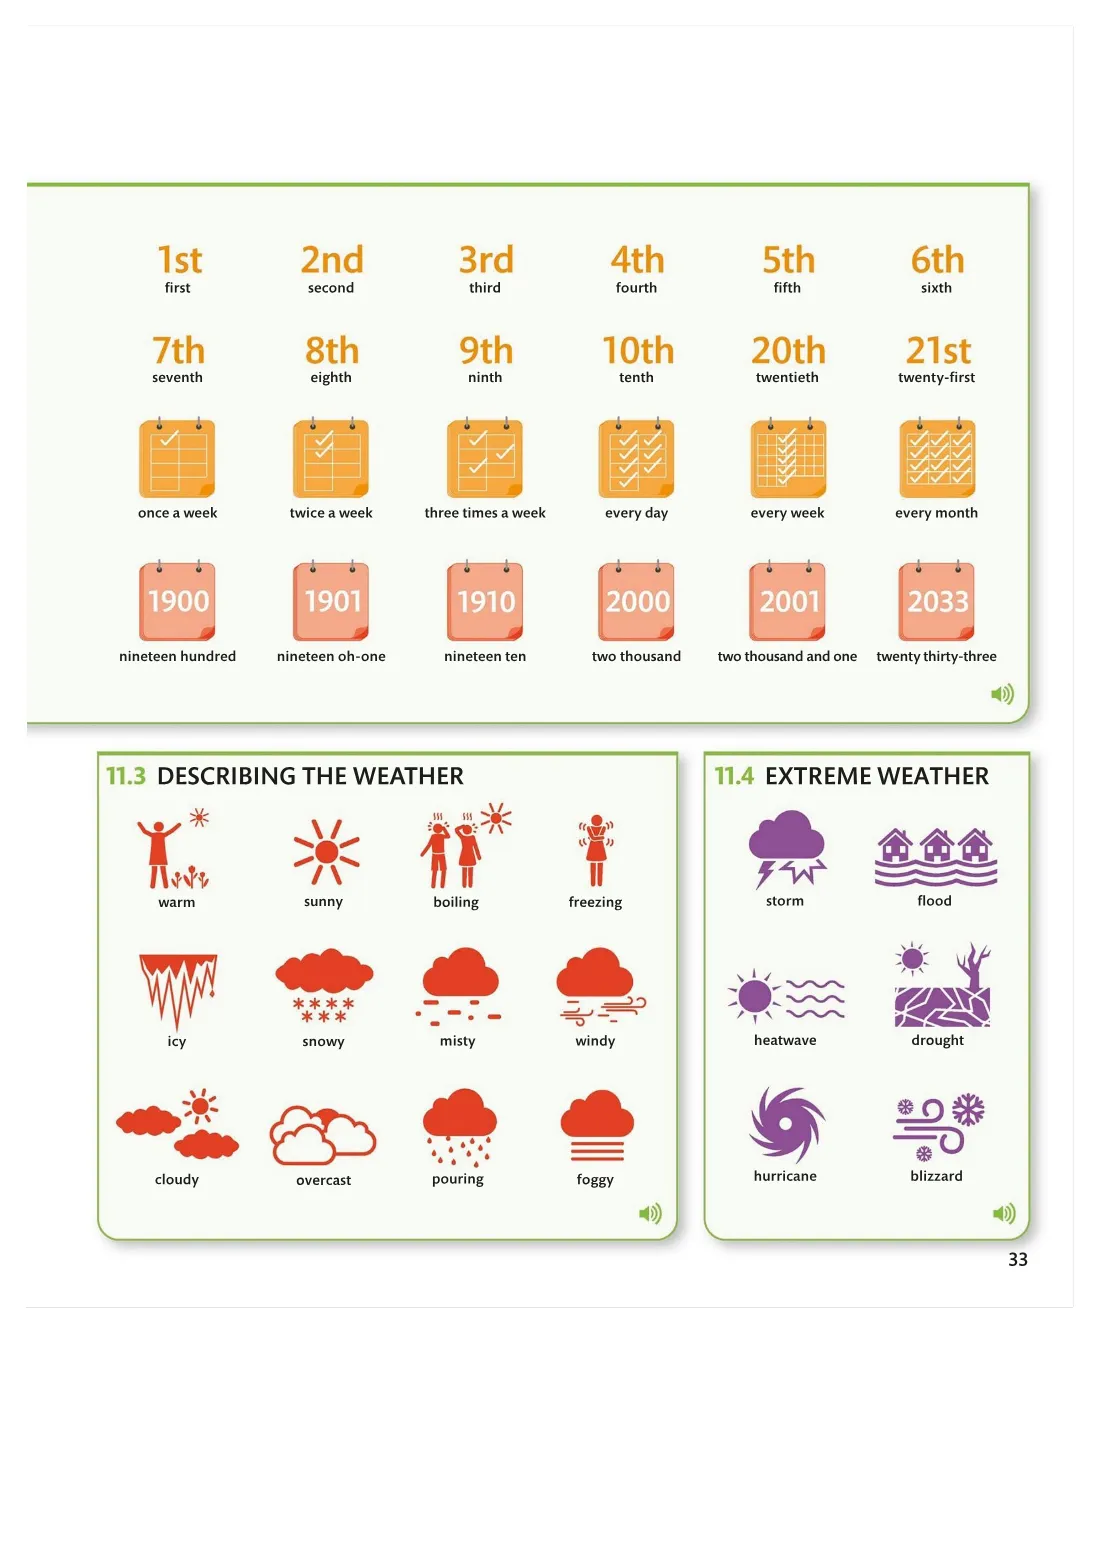 1st 2nd 3rd 4th 5th 6th
first second third fourth fifth sixth
7th 8th 9th 10th 20th 21st
seventh eighth ninth tenth twentieth twenty-first
once a week twice a week three times a week every day every week every month
1900 1901 1910 2000 2001 2033
nineteen hundred nineteen oh-one nineteen ten two thousand two thousand and one twenty thirty-three
11.3 DESCRIBING THE WEATHER
warm sunny boiling freezing
icy snowy misty windy
cloudy overcast pouring foggy
11.4 EXTREME WEATHER
storm flood
heatwave drought
hurricane blizzard
33